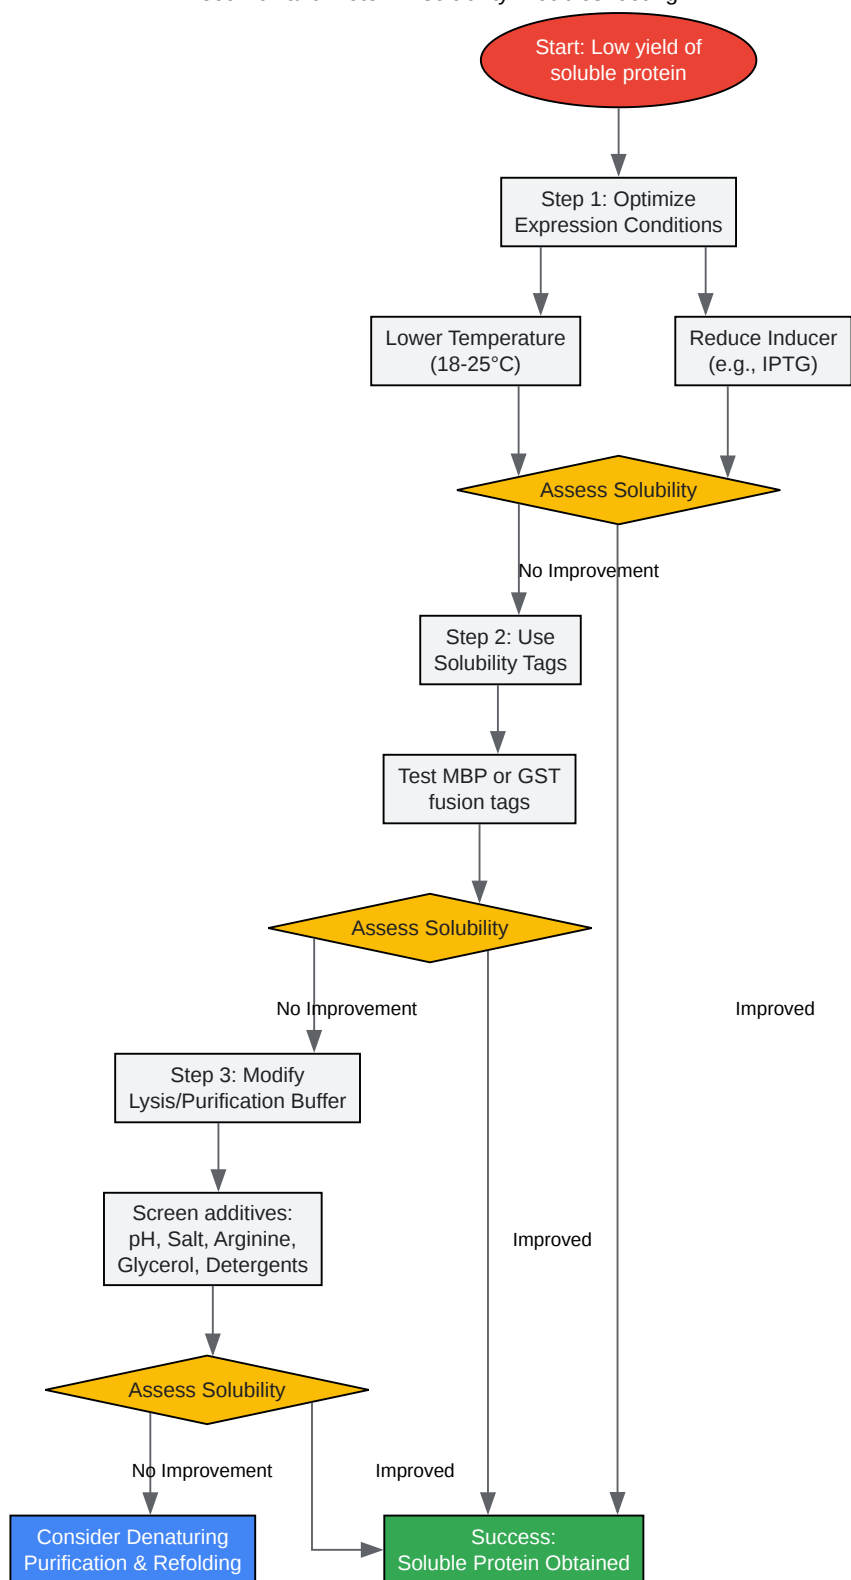 Start: Low yield of
soluble protein
Step 1: Optimize
Expression Conditions
Lower Temperature
(18-25°C)
Reduce Inducer
(e.g., IPTG)
Assess Solubility
No Improvement
Step 2: Use
Solubility Tags
Test MBP or GST
fusion tags
Assess Solubility
No Improvement
Improved
Step 3: Modify
Lysis/Purification Buffer
Screen additives:
pH, Salt, Arginine,
Glycerol, Detergents
Improved
Assess Solubility
No Improvement
Improved
Consider Denaturing
Purification & Refolding
Success:
Soluble Protein Obtained